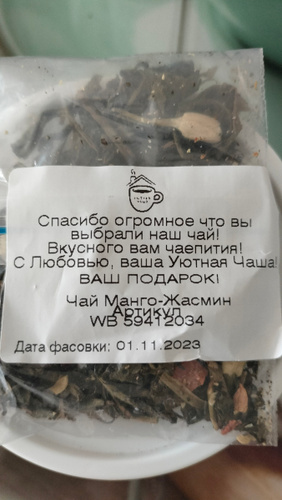 Спасибо огромное что вы
выбрали наш чай!
Вкусного вам чаепития!
С Любовью, ваша Уютная Чаша!
ВАШ ПОДАРОК!
Чай Манго-Жасмин
Артикул
WB 59412034
Дата фасовки: 01.11.2023